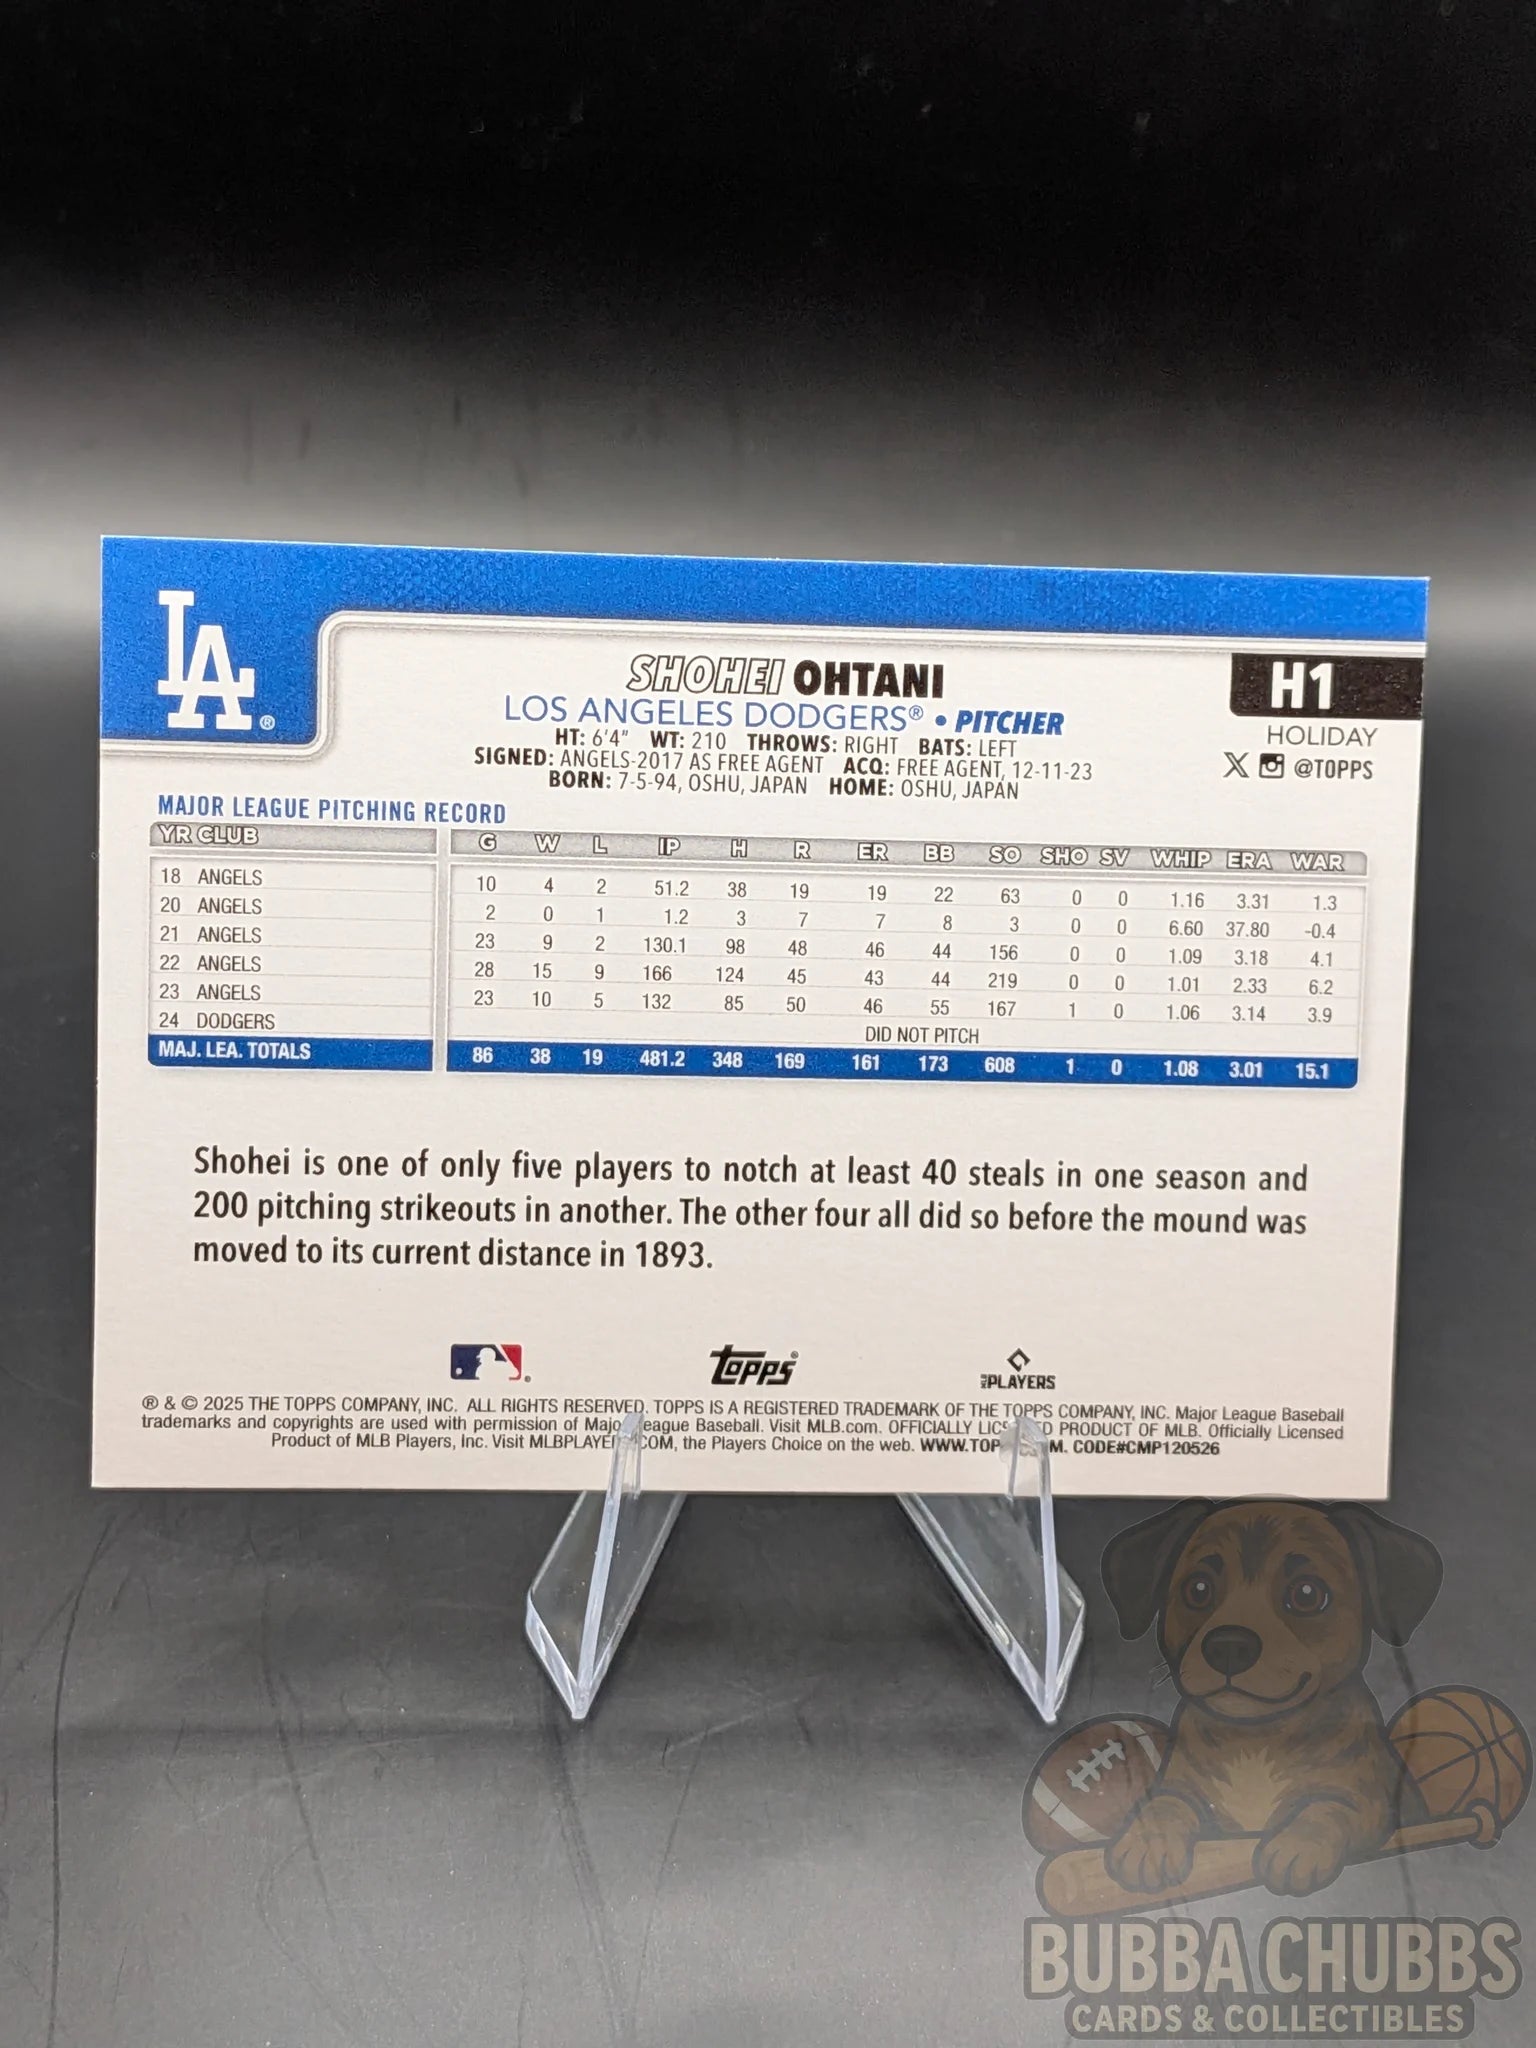 LA®
SHOHEI OHTANI
H1
LOS ANGELES DODGERS® • PITCHER
HOLIDAY
HT: 6'4" WT: 210 THROWS: RIGHT BATS: LEFT
X @TOPPS
SIGNED: ANGELS-2017 AS FREE AGENT ACQ: FREE AGENT, 12-11-23
BORN: 7-5-94, OSHU, JAPAN HOME: OSHU, JAPAN
MAJOR LEAGUE PITCHING RECORD
YR CLUB G W L IP H R ER BB SO SHO SV WHIP ERA WAR
18 ANGELS 10 4 2 51.2 38 19 19 22 63 0 0 1.16 3.31 1.3
20 ANGELS 2 0 1 1.2 3 7 7 8 3 0 0 6.60 37.80 -0.4
21 ANGELS 23 9 2 130.1 98 48 46 44 156 0 0 1.09 3.18 4.1
22 ANGELS 28 15 9 166 124 45 43 44 219 0 0 1.01 2.33 6.2
23 ANGELS 23 10 5 132 85 50 46 55 167 1 0 1.06 3.14 3.9
24 DODGERS DID NOT PITCH
MAJ. LEA. TOTALS 86 38 19 481.2 348 169 161 173 608 1 0 1.08 3.01 15.1
Shohei is one of only five players to notch at least 40 steals in one season and
200 pitching strikeouts in another. The other four all did so before the mound was
moved to its current distance in 1893.
Topps®
PLAYERS
® & © 2025 THE TOPPS COMPANY, INC. ALL RIGHTS RESERVED. TOPPS IS A REGISTERED TRADEMARK OF THE TOPPS COMPANY, INC. Major League Baseball
trademarks and copyrights are used with permission of Major League Baseball. Visit MLB.com. OFFICIALLY LICENSED PRODUCT OF MLB. Officially Licensed
Product of MLB Players, Inc. Visit MLBPLAYERS.COM, the Players Choice on the web. WWW.TOPPS.COM. CODE#CMP120526
BUBBA CHUBBS
CARDS & COLLECTIBLES